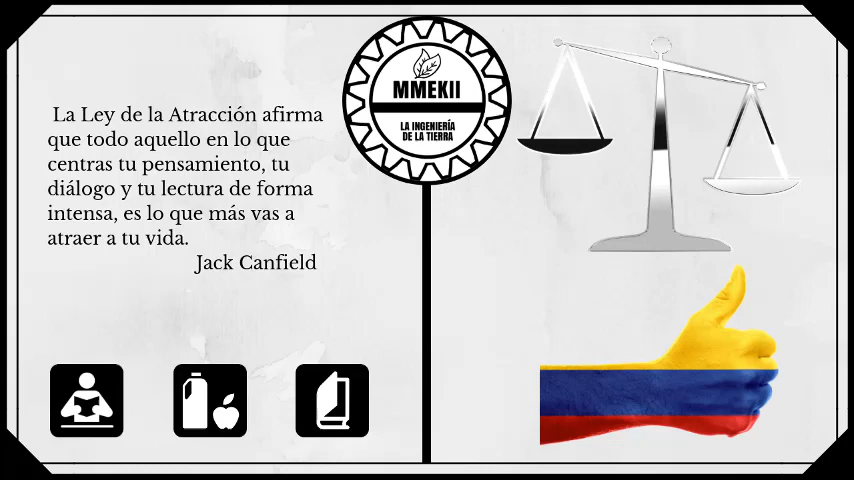 La Ley de la Atracción afirma
que todo aquello en lo que
centras tu pensamiento, tu
diálogo y tu lectura de forma
intensa, es lo que más vas a
atraer a tu vida.
Jack Canfield
MMEKII
LA INGENIERÍA
DE LA TIERRA